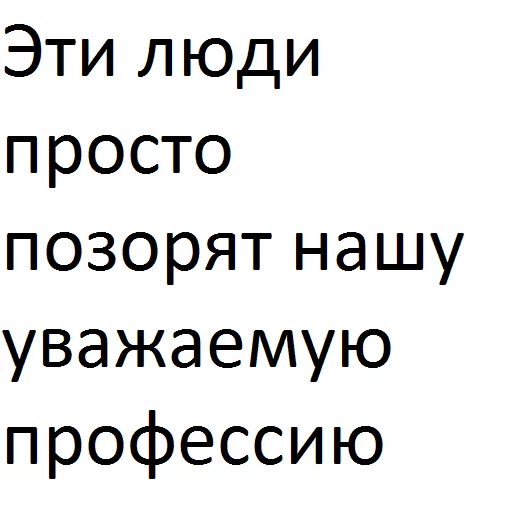 Эти люди
просто
позорят нашу
уважаемую
профессию